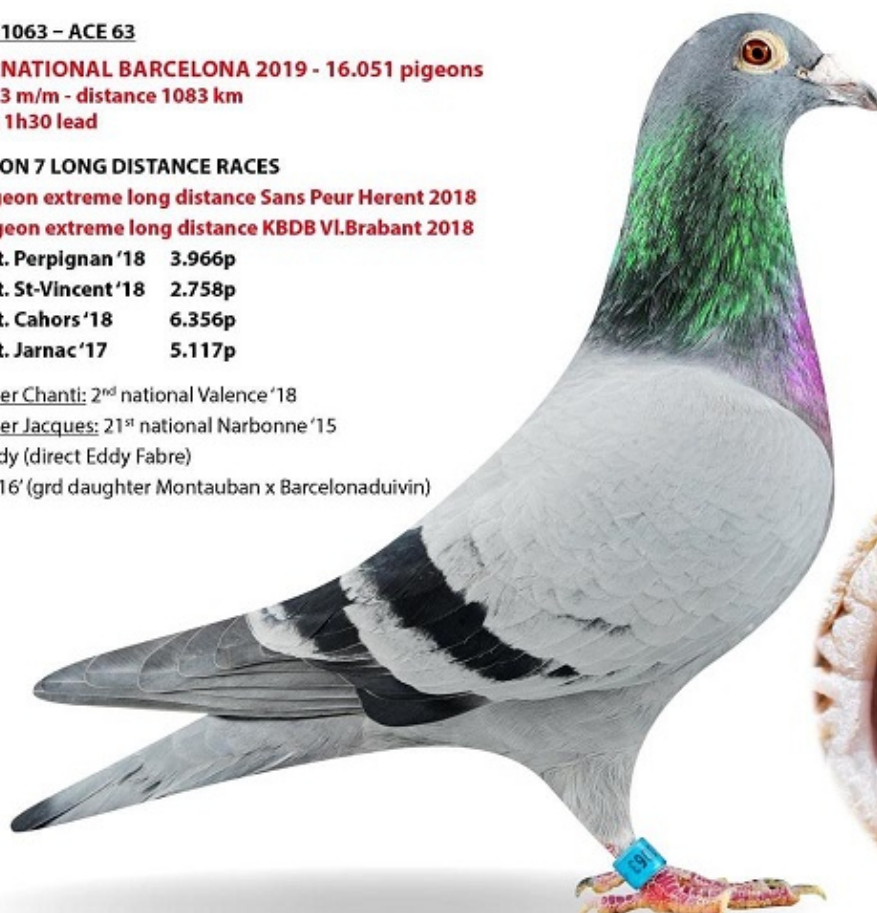 1063 – ACE 63
NATIONAL BARCELONA 2019 - 16.051 pigeons
3 m/m - distance 1083 km
1h30 lead
ON 7 LONG DISTANCE RACES
geon extreme long distance Sans Peur Herent 2018
geon extreme long distance KBDB Vl.Brabant 2018
t. Perpignan ‘18 3.966p
t. St-Vincent ‘18 2.758p
t. Cahors ‘18 6.356p
t. Jarnac ‘17 5.117p
er Chanti: 2nd national Valence ‘18
er Jacques: 21st national Narbonne ‘15
dy (direct Eddy Fabre)
16’ (grd daughter Montauban x Barcelonaduivin)